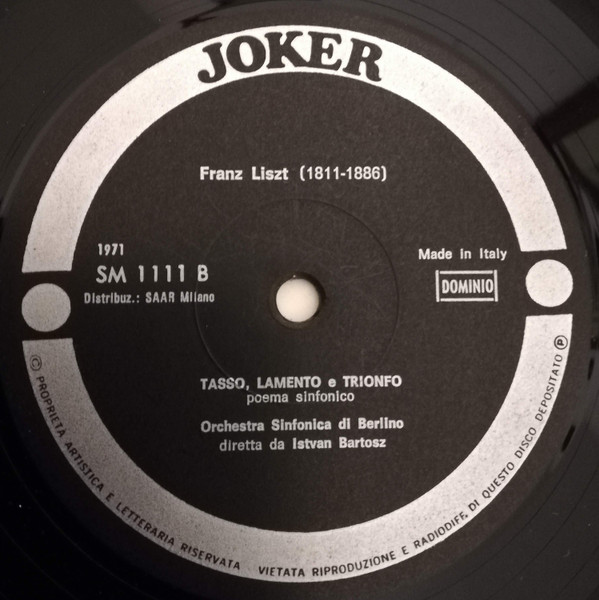 JOKER
Franz Liszt (1811-1886)
1971
SM 1111 B
Distribuz.: SAAR Milano
Made in Italy
DOMINIO
TASSO, LAMENTO e TRIONFO
poema sinfonico
Orchestra Sinfonica di Berlino
diretta da Istvan Bartosz
© PROPRIETA ARTISTICA E LETTERARIA RISERVATA VIETATA RIPRODUZIONE E RADIODIFF. DI QUESTO DISCO DEPOSITATO ℗